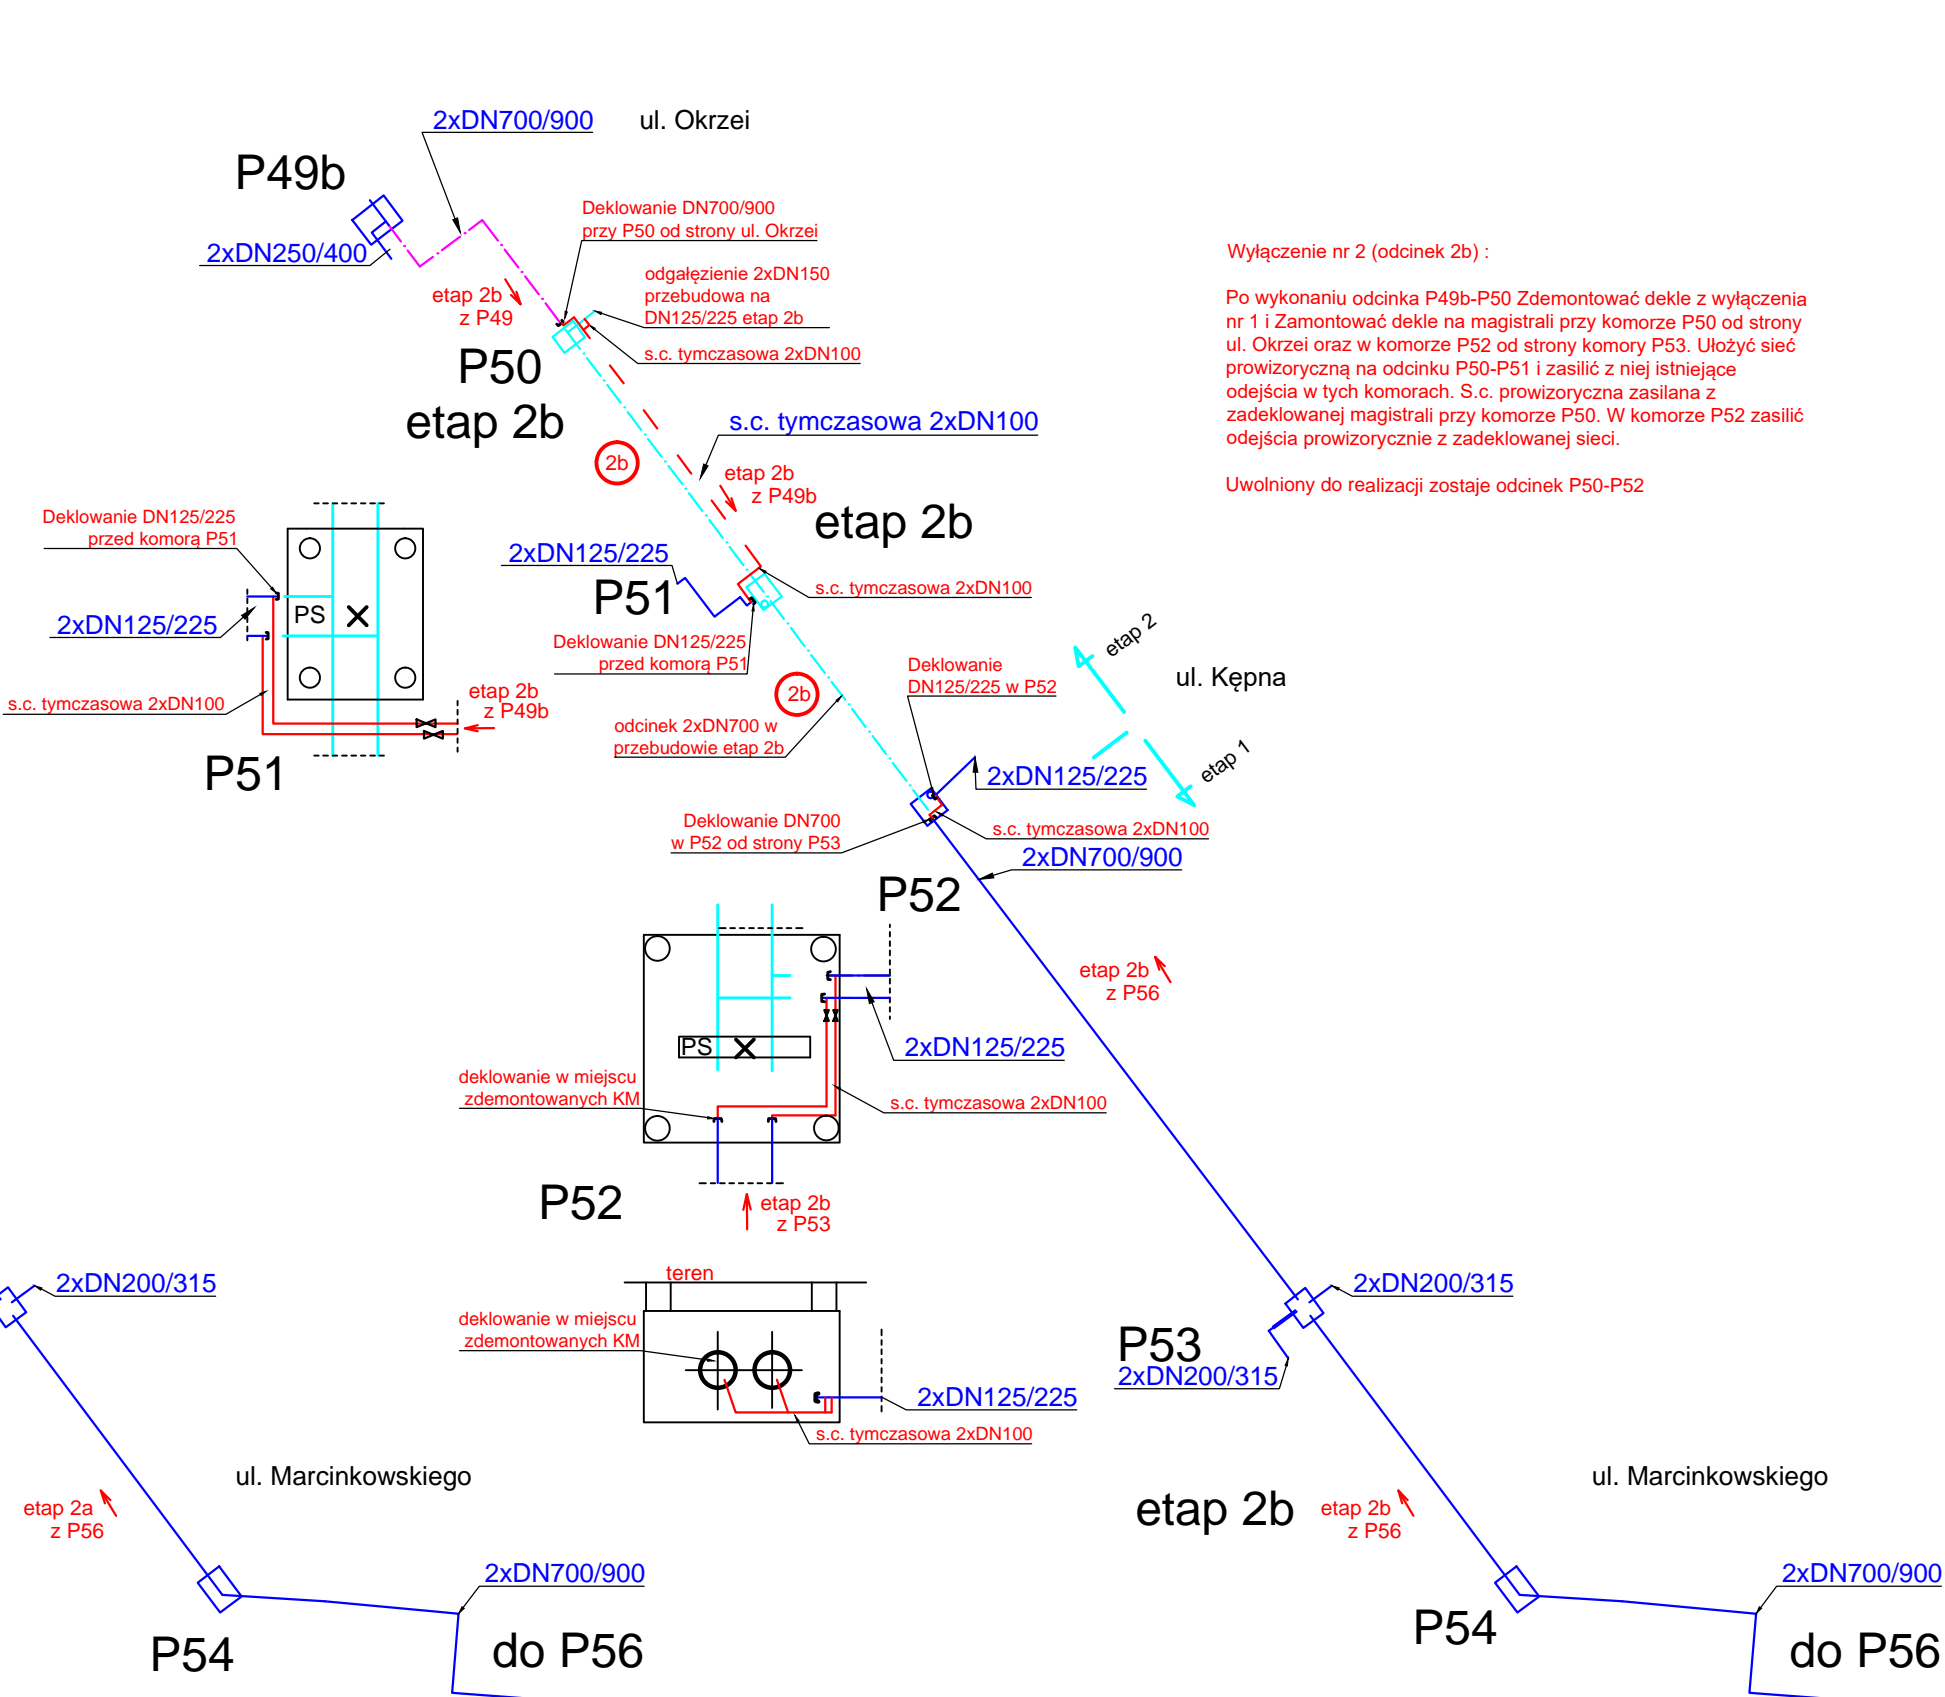 2xDN700/900
ul. Okrzei
P49b
2xDN250/400
Deklowanie DN700/900
przy P50 od strony ul. Okrzei
odgałęzienie 2xDN150
przebudowa na
DN125/225 etap 2b
s.c. tymczasowa 2xDN100
etap 2b
z P49
P50
etap 2b
2b
s.c. tymczasowa 2xDN100
etap 2b
z P49b
etap 2b
Wyłączenie nr 2 (odcinek 2b) :
Po wykonaniu odcinka P49b-P50 Zdemontować dekle z wyłączenia
nr 1 i Zamontować dekle na magistrali przy komorze P50 od strony
ul. Okrzei oraz w komorze P52 od strony komory P53. Ułożyć sieć
prowizoryczną na odcinku P50-P51 i zasilić z niej istniejące
odejścia w tych komorach. S.c. prowizoryczna zasilana z
zadeklowanej magistrali przy komorze P50. W komorze P52 zasilić
odejścia prowizorycznie z zadeklowanej sieci.
Uwolniony do realizacji zostaje odcinek P50-P52
Deklowanie DN125/225
przed komorą P51
2xDN125/225
PS
s.c. tymczasowa 2xDN100
etap 2b
z P49b
P51
2xDN125/225
P51
s.c. tymczasowa 2xDN100
Deklowanie DN125/225
przed komorą P51
2b
odcinek 2xDN700 w
przebudowie etap 2b
Deklowanie
DN125/225 w P52
etap 2
ul. Kępna
etap 1
2xDN125/225
Deklowanie DN700
w P52 od strony P53
s.c. tymczasowa 2xDN100
2xDN700/900
P52
etap 2b
z P56
PS
2xDN125/225
deklowanie w miejscu
zdemontowanych KM
s.c. tymczasowa 2xDN100
P52
etap 2b
z P53
teren
deklowanie w miejscu
zdemontowanych KM
2xDN125/225
s.c. tymczasowa 2xDN100
2xDN200/315
2xDN200/315
P53
2xDN200/315
ul. Marcinkowskiego
etap 2a
z P56
2xDN700/900
P54
do P56
ul. Marcinkowskiego
etap 2b
etap 2b
z P56
2xDN700/900
P54
do P56